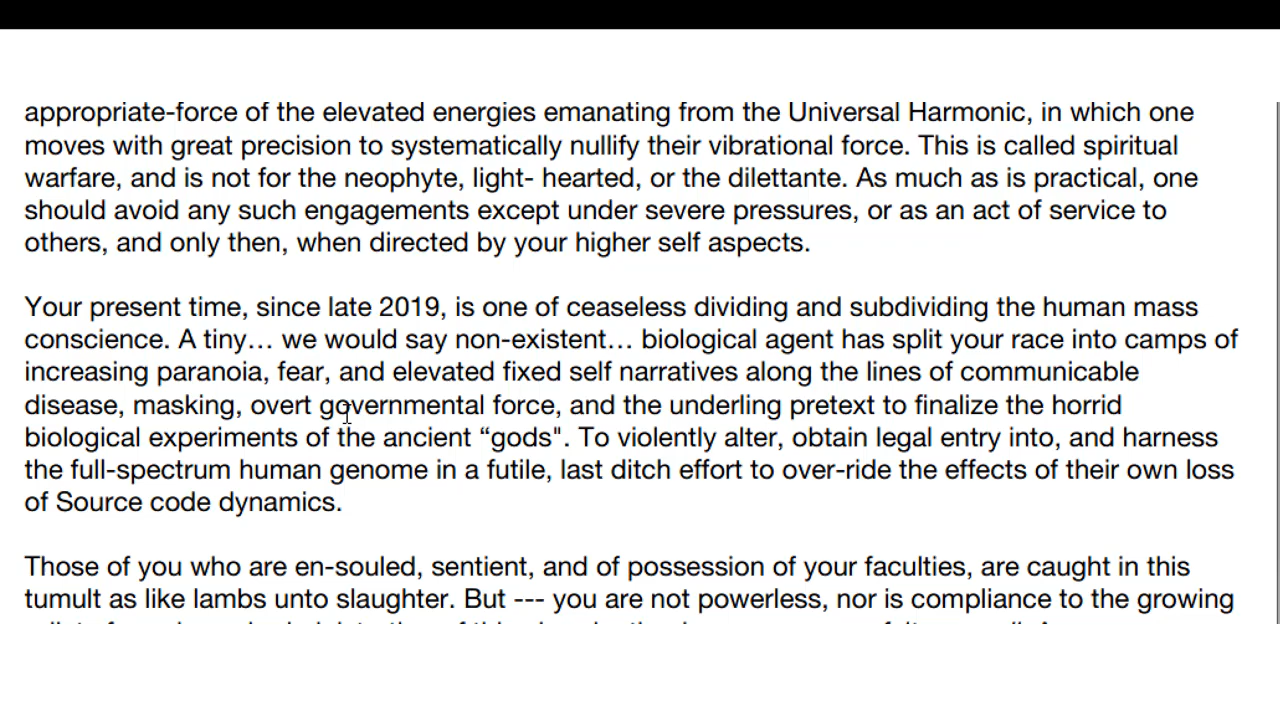 appropriate-force of the elevated energies emanating from the Universal Harmonic, in which one
moves with great precision to systematically nullify their vibrational force. This is called spiritual
warfare, and is not for the neophyte, light- hearted, or the dilettante. As much as is practical, one
should avoid any such engagements except under severe pressures, or as an act of service to
others, and only then, when directed by your higher self aspects.
Your present time, since late 2019, is one of ceaseless dividing and subdividing the human mass
conscience. A tiny… we would say non-existent… biological agent has split your race into camps of
increasing paranoia, fear, and elevated fixed self narratives along the lines of communicable
disease, masking, overt governmental force, and the underling pretext to finalize the horrid
biological experiments of the ancient “gods". To violently alter, obtain legal entry into, and harness
the full-spectrum human genome in a futile, last ditch effort to over-ride the effects of their own loss
of Source code dynamics.
Those of you who are en-souled, sentient, and of possession of your faculties, are caught in this
tumult as like lambs unto slaughter. But --- you are not powerless, nor is compliance to the growing